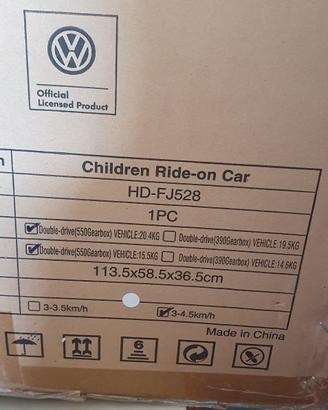 Official
Licensed Product
Children Ride-on Car
HD-FJ528
1PC
Double-drive(550Gearbox) VEHICLE:20.4KG Double-drive(390Gearbox) VEHICLE:19.5KG
Double-drive(550Gearbox) VEHICLE:15.5KG Double-drive(390Gearbox) VEHICLE:14.6KG
113.5x58.5x36.5cm
3-3.5km/h 3-4.5km/h
Made in China
6